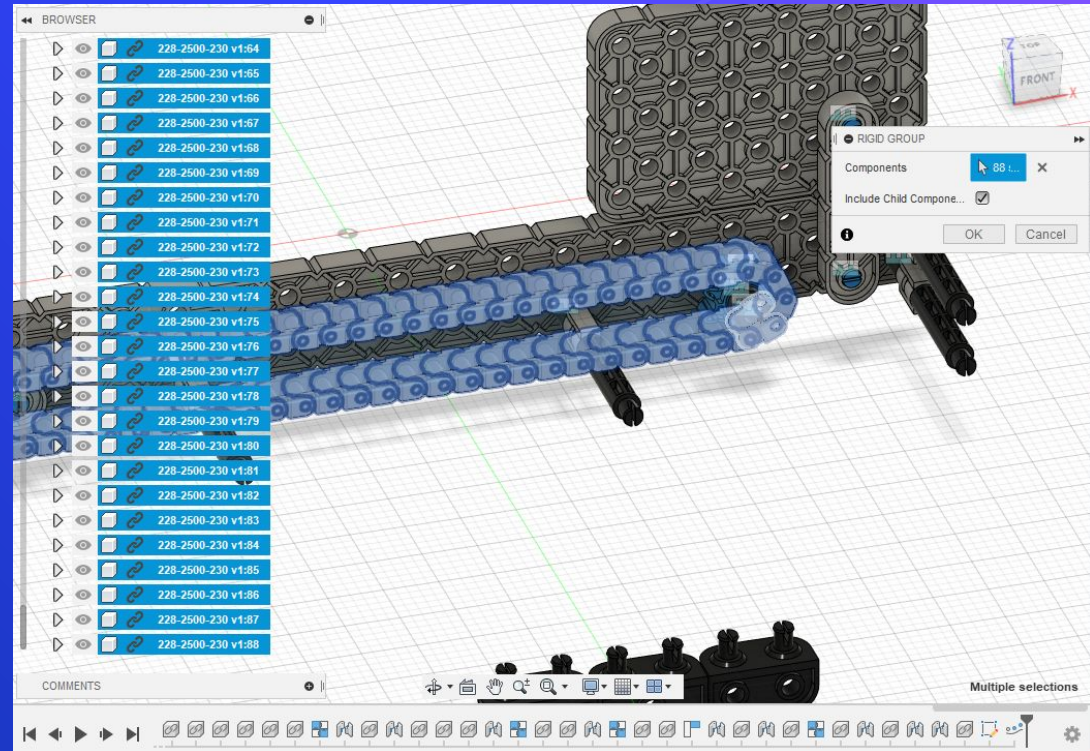 BROWSER
228-2500-230 v1:64
228-2500-230 v1:65
228-2500-230 v1:66
228-2500-230 v1:67
228-2500-230 v1:68
228-2500-230 v1:69
228-2500-230 v1:70
228-2500-230 v1:71
228-2500-230 v1:72
228-2500-230 v1:73
228-2500-230 v1:74
228-2500-230 v1:75
228-2500-230 v1:76
228-2500-230 v1:77
228-2500-230 v1:78
228-2500-230 v1:79
228-2500-230 v1:80
228-2500-230 v1:81
228-2500-230 v1:82
228-2500-230 v1:83
228-2500-230 v1:84
228-2500-230 v1:85
228-2500-230 v1:86
228-2500-230 v1:87
228-2500-230 v1:88
COMMENTS
Z
TOP
FRONT
X
RIGID GROUP
Components
88
Include Child Compone...
OK
Cancel
Multiple selections